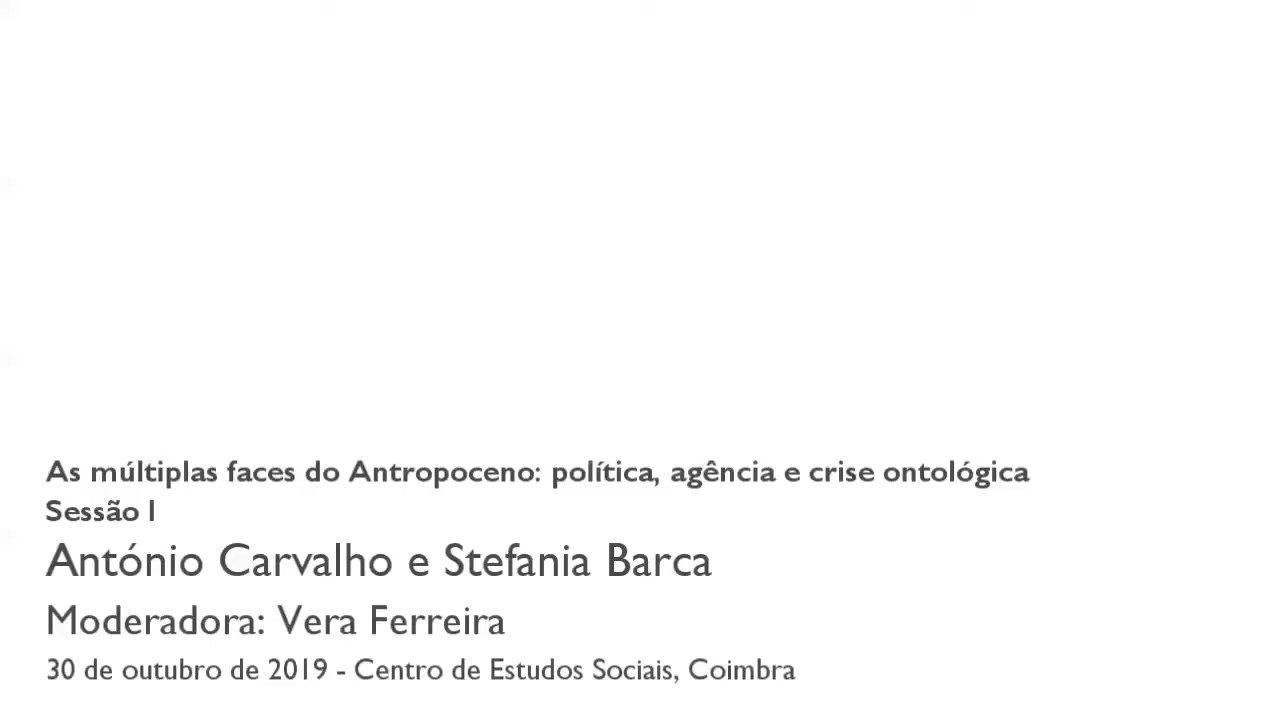 As múltiplas faces do Antropoceno: política, agência e crise ontológica
Sessão I
António Carvalho e Stefania Barca
Moderadora: Vera Ferreira
30 de outubro de 2019 - Centro de Estudos Sociais, Coimbra